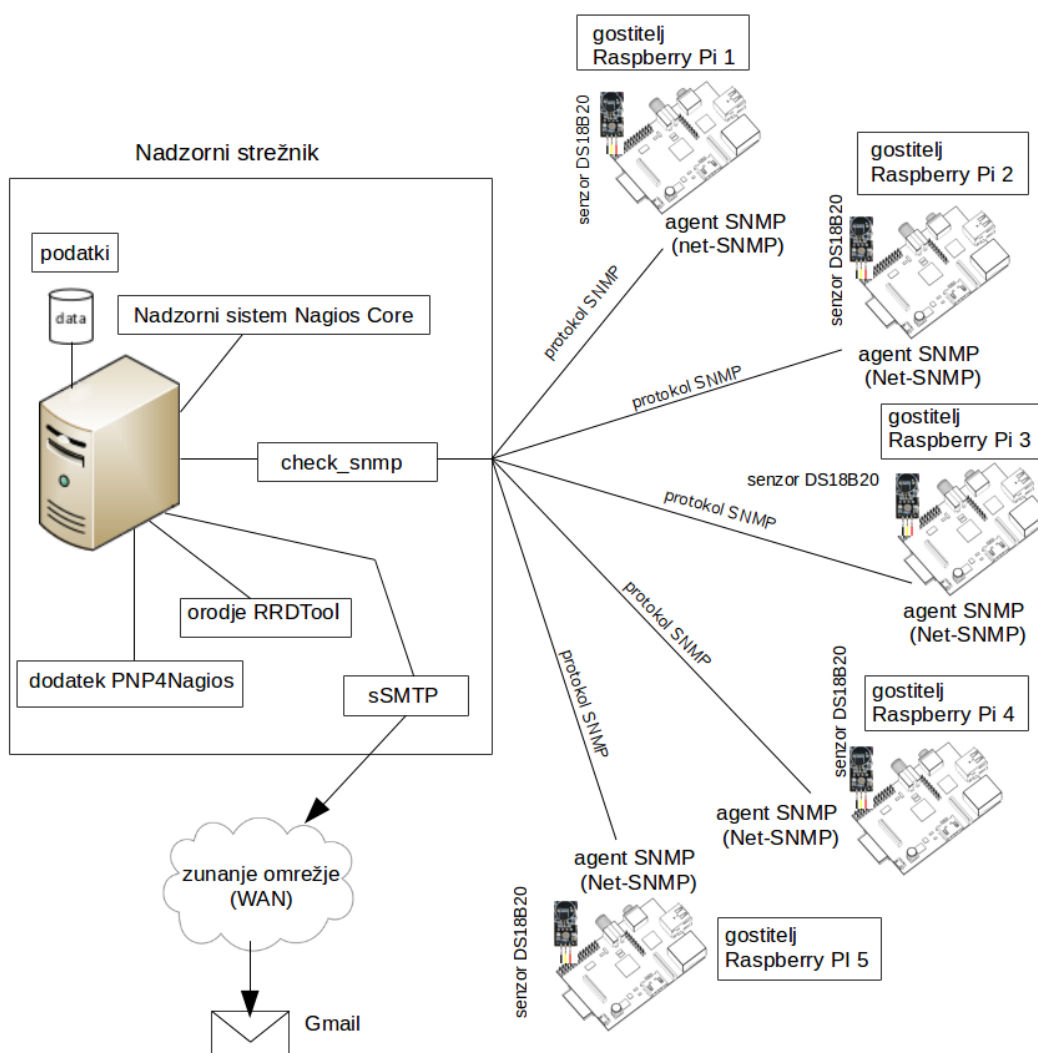 Nadzorni strežnik
podatki
data
Nadzorni sistem Nagios Core
check_snmp
orodje RRDTool
dodatek PNP4Nagios
sSMTP
zunanje omrežje
(WAN)
Gmail
gostitelj
Raspberry Pi 1
senzor DS18B20
agent SNMP
(net-SNMP)
protokol SNMP
gostitelj
Raspberry Pi 2
senzor DS18B20
agent SNMP
(Net-SNMP)
protokol SNMP
gostitelj
Raspberry Pi 3
senzor DS18B20
agent SNMP
(Net-SNMP)
protokol SNMP
gostitelj
Raspberry Pi 4
senzor DS18B20
agent SNMP
(Net-SNMP)
protokol SNMP
gostitelj
Raspberry PI 5
senzor DS18B20
agent SNMP
(Net-SNMP)
protokol SNMP